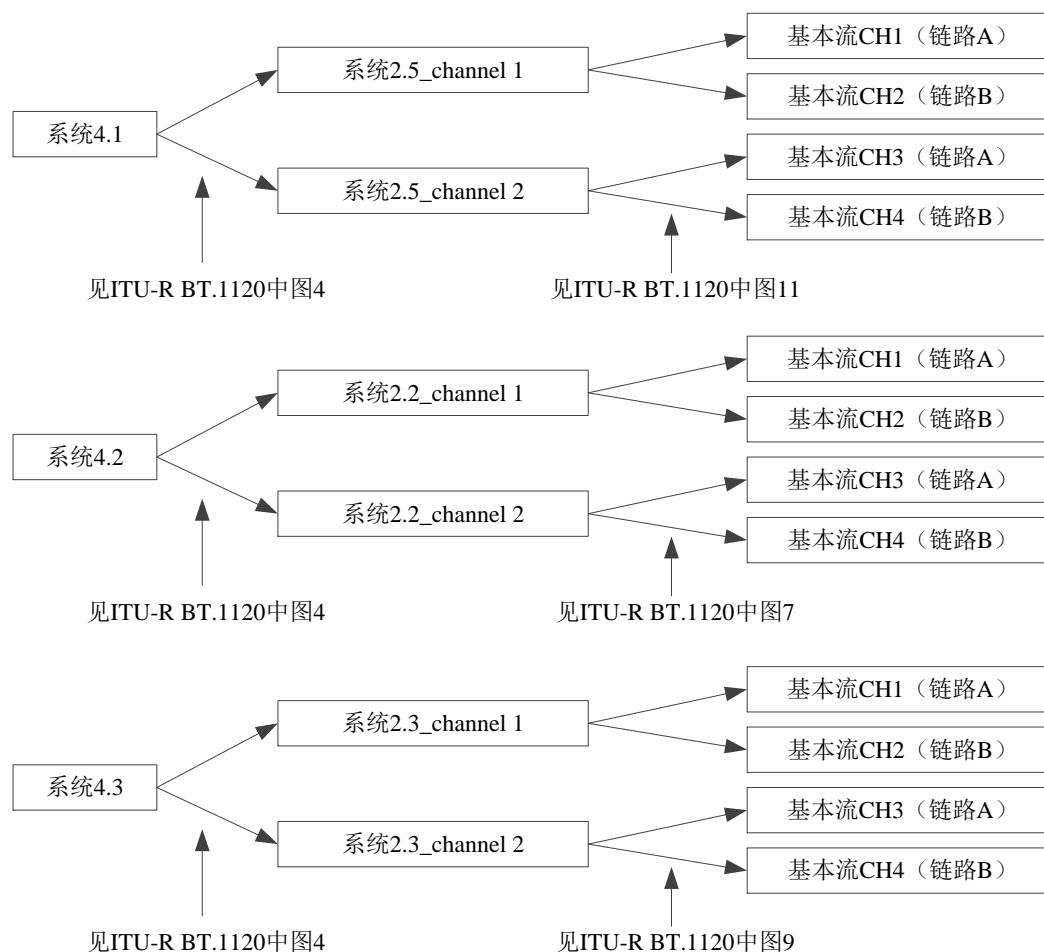 基本流CH1（链路A）
系统2.5_channel 1
基本流CH2（链路B）
系统4.1
基本流CH3（链路A）
系统2.5_channel 2
基本流CH4（链路B）
见ITU-R BT.1120中图4
见ITU-R BT.1120中图11
基本流CH1（链路A）
系统2.2_channel 1
基本流CH2（链路B）
系统4.2
基本流CH3（链路A）
系统2.2_channel 2
基本流CH4（链路B）
见ITU-R BT.1120中图4
见ITU-R BT.1120中图7
基本流CH1（链路A）
系统2.3_channel 1
基本流CH2（链路B）
系统4.3
基本流CH3（链路A）
系统2.3_channel 2
基本流CH4（链路B）
见ITU-R BT.1120中图4
见ITU-R BT.1120中图9